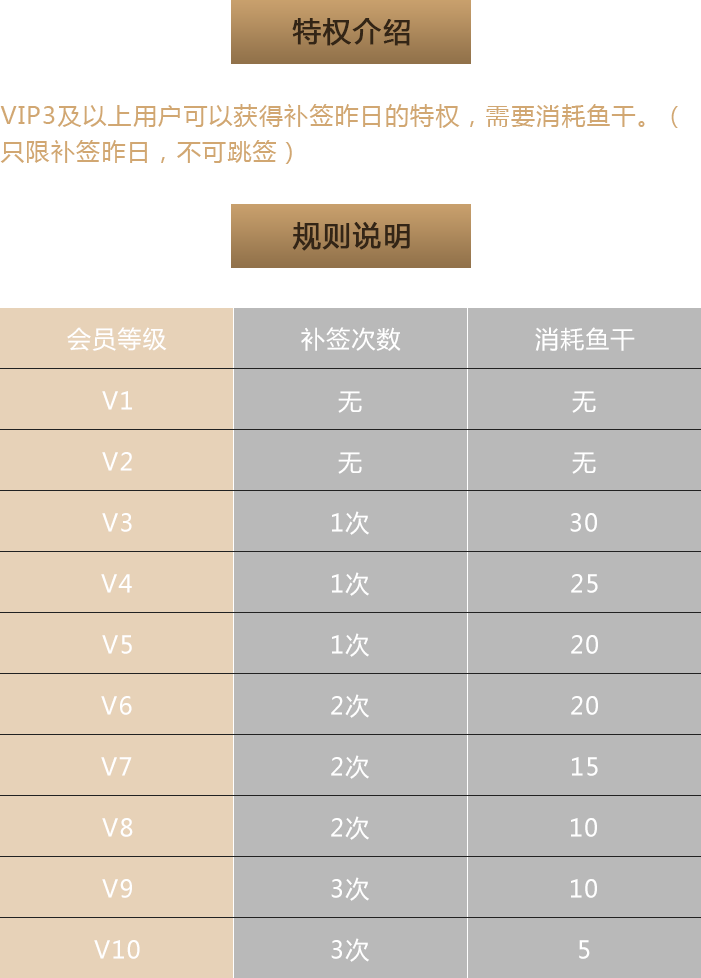 特权介绍
VIP3及以上用户可以获得补签昨日的特权，需要消耗鱼干。（
只限补签昨日，不可跳签）
规则说明
会员等级 补签次数 消耗鱼干
V1 无 无
V2 无 无
V3 1次 30
V4 1次 25
V5 1次 20
V6 2次 20
V7 2次 15
V8 2次 10
V9 3次 10
V10 3次 5